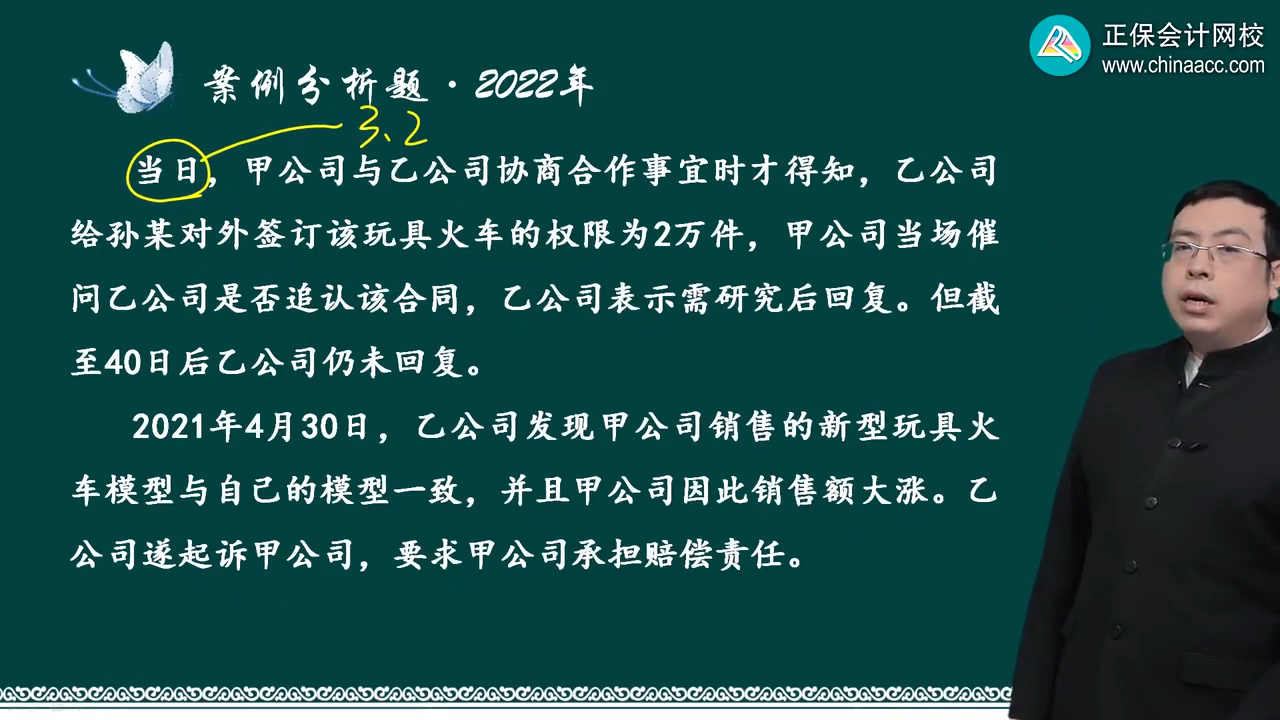 正保会计网校
www.chinaacc.com
案例分析题·2022年
3.2
当日，甲公司与乙公司协商合作事宜时才得知，乙公司
给孙某对外签订该玩具火车的权限为2万件，甲公司当场催
问乙公司是否追认该合同，乙公司表示需研究后回复。但截
至40日后乙公司仍未回复。
2021年4月30日，乙公司发现甲公司销售的新型玩具火
车模型与自己的模型一致，并且甲公司因此销售额大涨。乙
公司遂起诉甲公司，要求甲公司承担赔偿责任。